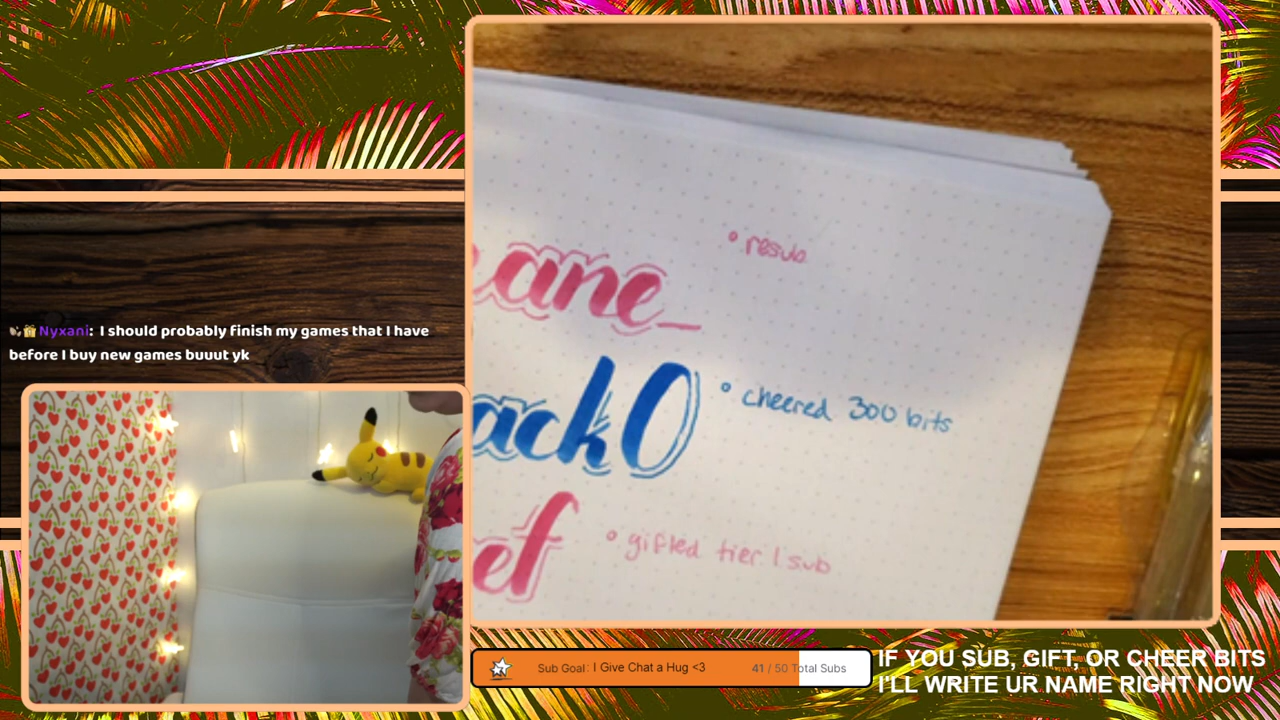 ° resub
ane_
ack0
° cheered 300 bits
ef
° gifted tier 1 sub
Nyxani: I should probably finish my games that I have
before I buy new games buuut yk
Sub Goal: I Give Chat a Hug <3
41 / 50 Total Subs
IF YOU SUB, GIFT, OR CHEER BITS
I'LL WRITE UR NAME RIGHT NOW